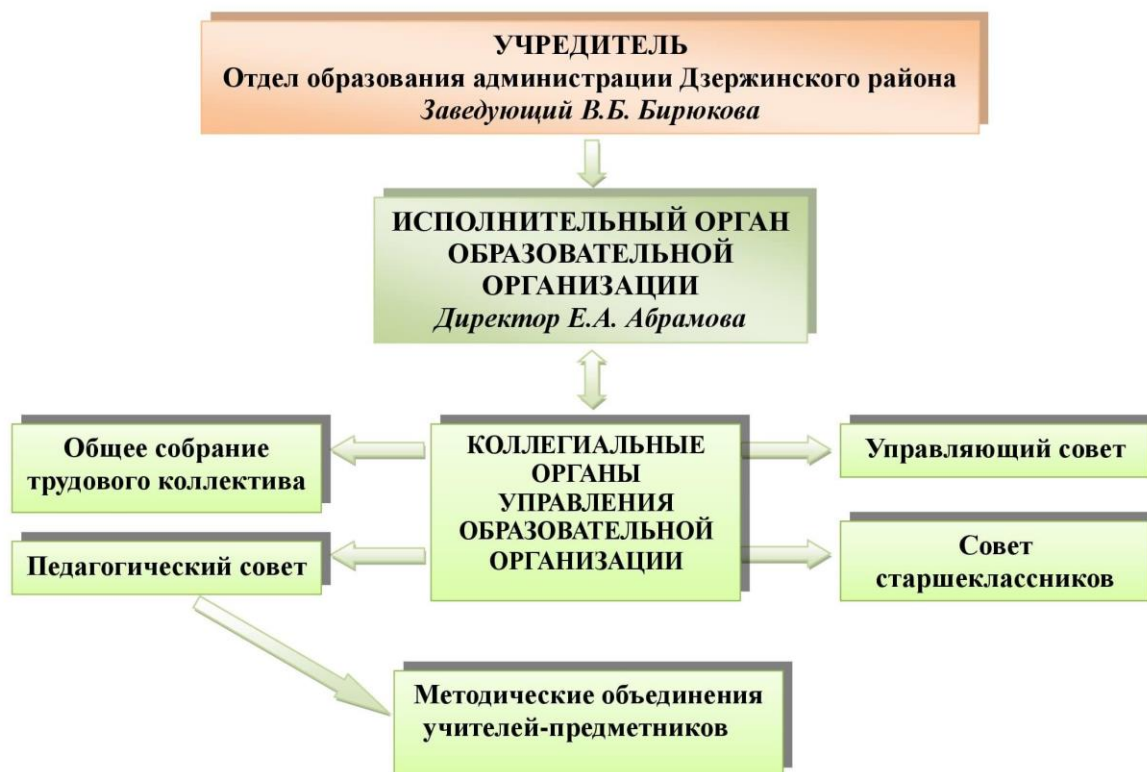 УЧРЕДИТЕЛЬ
Отдел образования администрации Дзержинского района
Заведующий В.Б. Бирюкова
ИСПОЛНИТЕЛЬНЫЙ ОРГАН
ОБРАЗОВАТЕЛЬНОЙ
ОРГАНИЗАЦИИ
Директор Е.А. Абрамова
Общее собрание
трудового коллектива
КОЛЛЕГИАЛЬНЫЕ
ОРГАНЫ
УПРАВЛЕНИЯ
ОБРАЗОВАТЕЛЬНОЙ
ОРГАНИЗАЦИИ
Управляющий совет
Педагогический совет
Совет
старшеклассников
Методические объединения
учителей-предметников